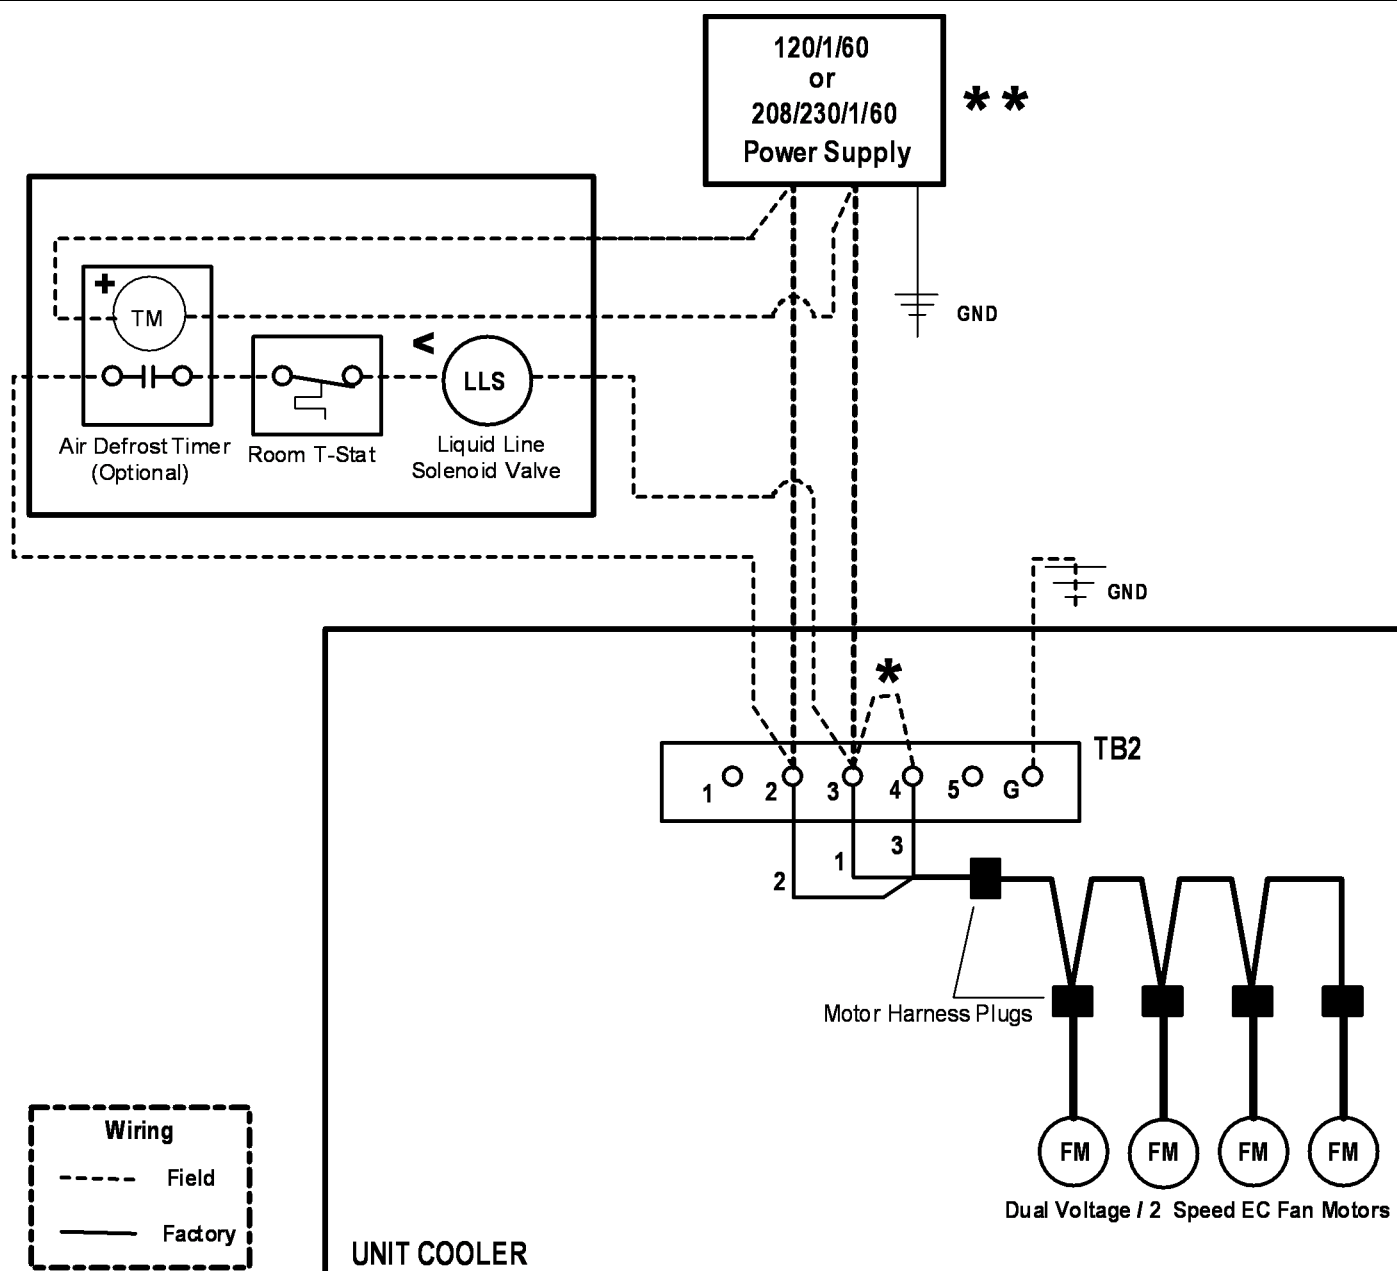 120/1/60
or
208/230/1/60
Power Supply
* *
GND
+
TM
<
LLS
Air Defrost Timer
(Optional)
Room T-Stat
Liquid Line
Solenoid Valve
GND
*
TB2
1 2 3 4 5 G
2 1 3
Motor Harness Plugs
FM FM FM FM
Dual Voltage / 2 Speed EC Fan Motors
Wiring
Field
Factory
UNIT COOLER